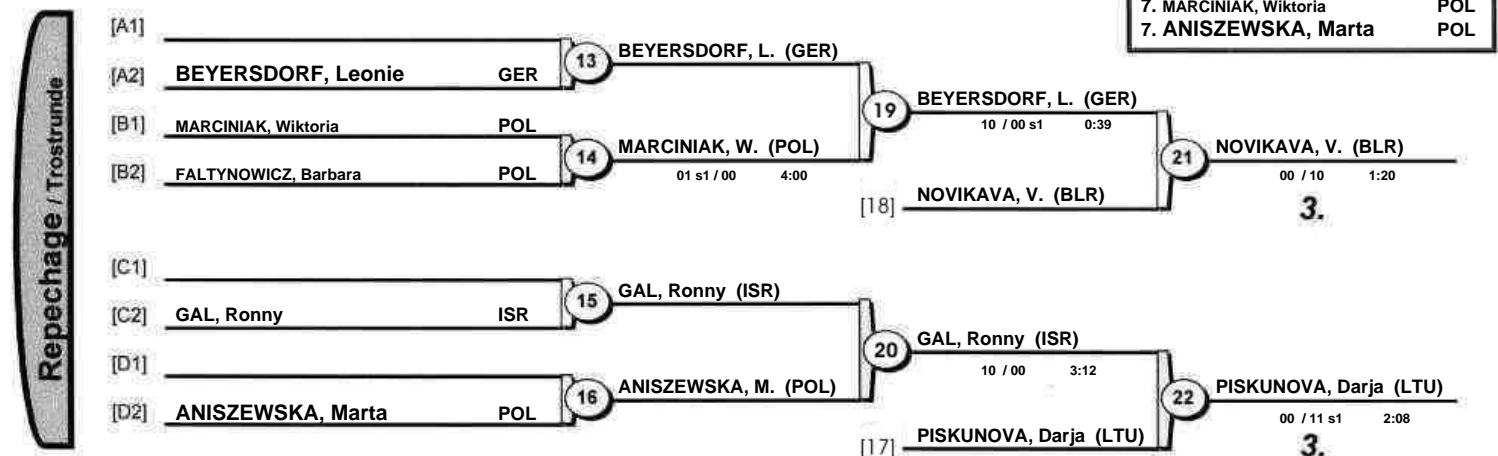 7. MARCINIAK, Wiktoria POL
7. ANISZEWSKA, Marta POL
Repechage / Trostrunde
[A1]
[A2] BEYERSDORF, Leonie GER
13
BEYERSDORF, L. (GER)
[B1] MARCINIAK, Wiktoria POL
[B2] FALTYNOWICZ, Barbara POL
14
MARCINIAK, W. (POL)
01 s1 / 00 4:00
19
BEYERSDORF, L. (GER)
10 / 00 s1 0:39
[18] NOVIKAVA, V. (BLR)
21
NOVIKAVA, V. (BLR)
00 / 10 1:20
3.
[C1]
[C2] GAL, Ronny ISR
15
GAL, Ronny (ISR)
[D1]
[D2] ANISZEWSKA, Marta POL
16
ANISZEWSKA, M. (POL)
20
GAL, Ronny (ISR)
10 / 00 3:12
[17] PISKUNOVA, Darja (LTU)
22
PISKUNOVA, Darja (LTU)
00 / 11 s1 2:08
3.